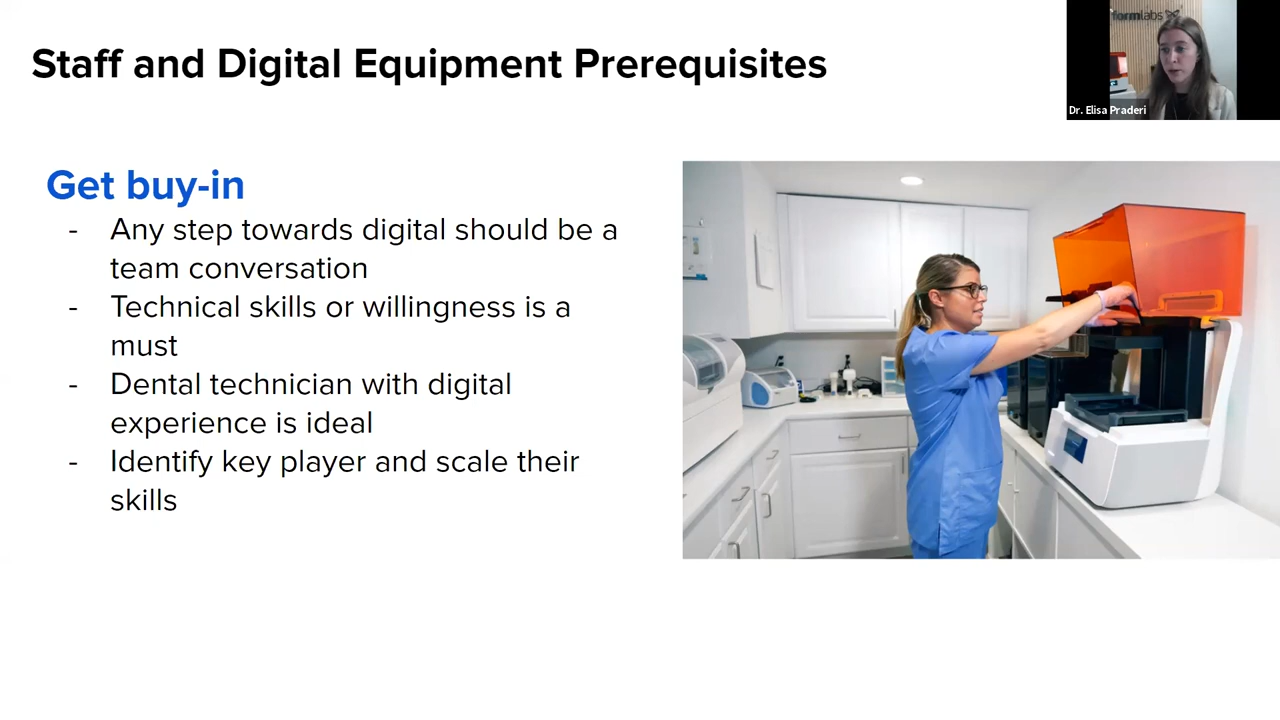 formlabs
Staff and Digital Equipment Prerequisites
Dr. Elisa Praderi
Get buy-in
- Any step towards digital should be a
team conversation
- Technical skills or willingness is a
must
- Dental technician with digital
experience is ideal
- Identify key player and scale their
skills